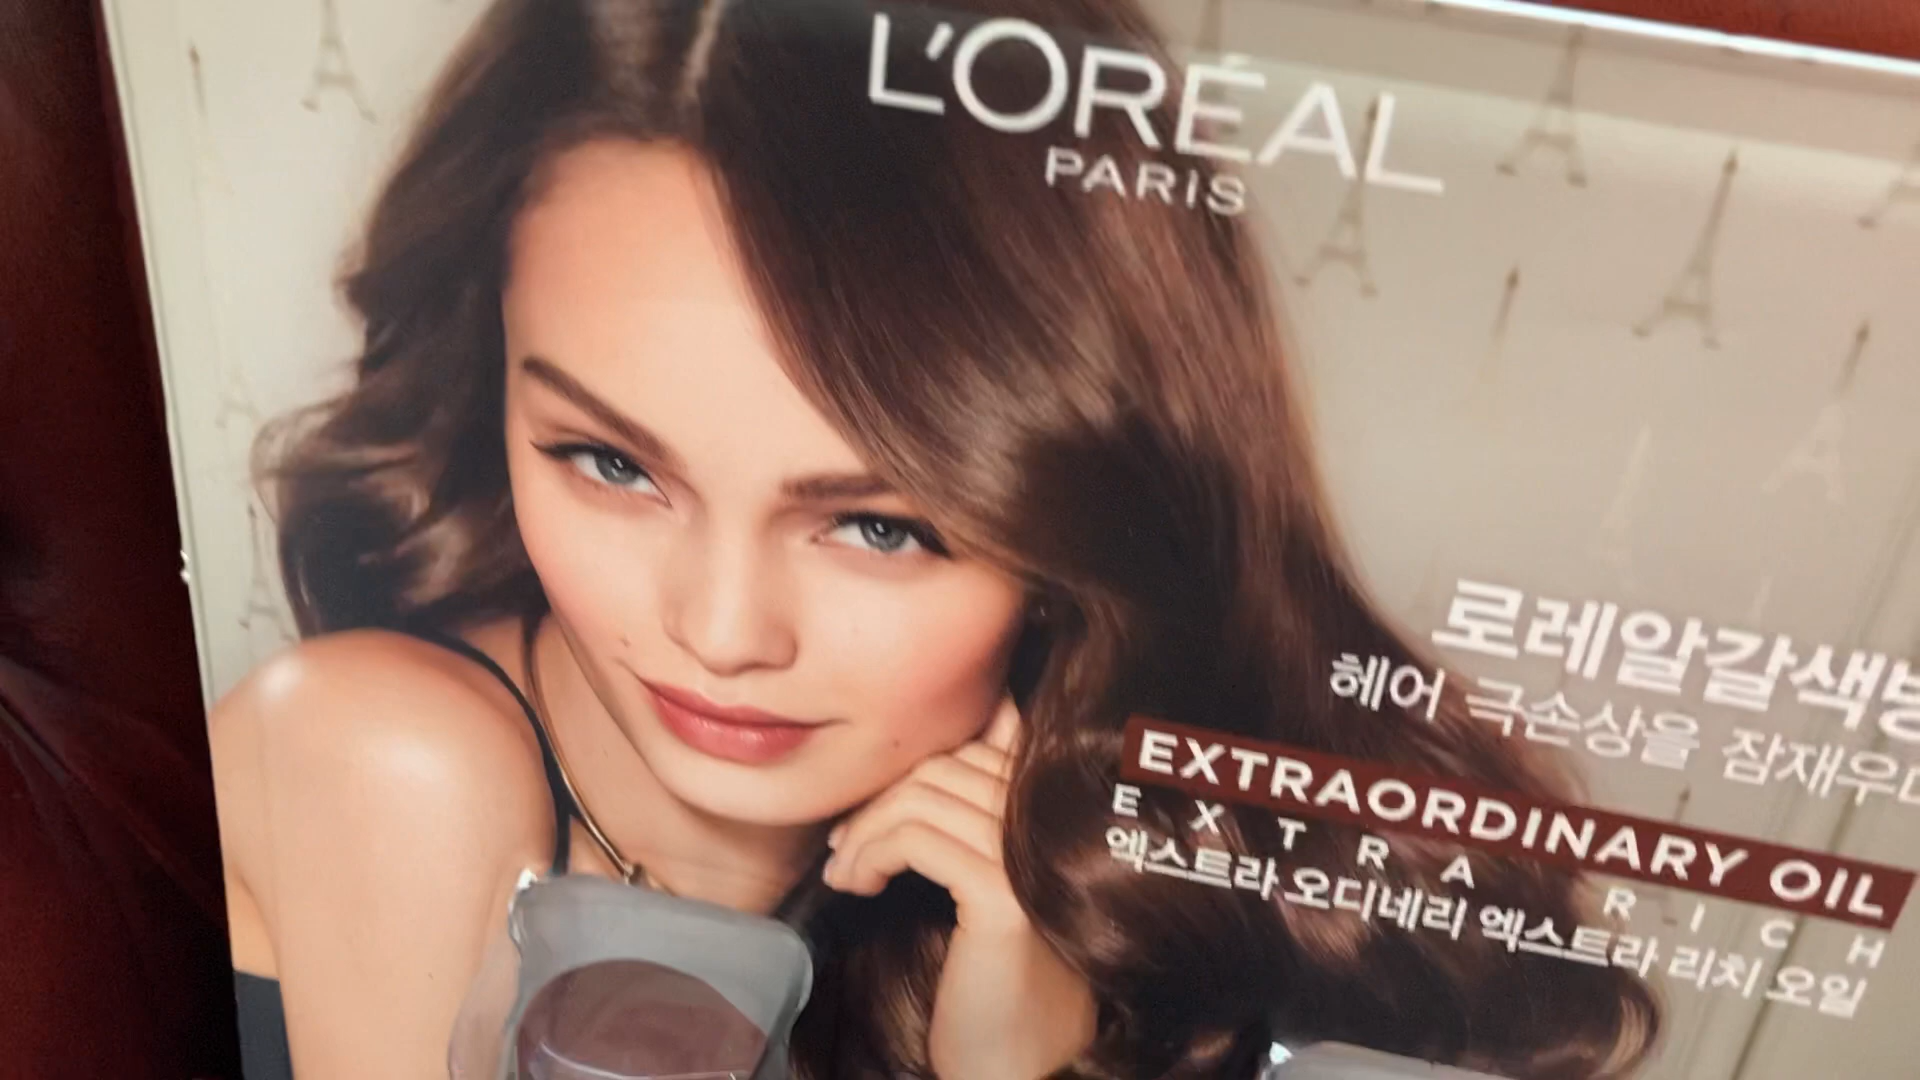 L'ORÉAL
PARIS
로레알갈색병
헤어 극손상을 잠재우다
EXTRAORDINARY OIL
EXTRA RICH
엑스트라 오디네리 엑스트라 리치 오일